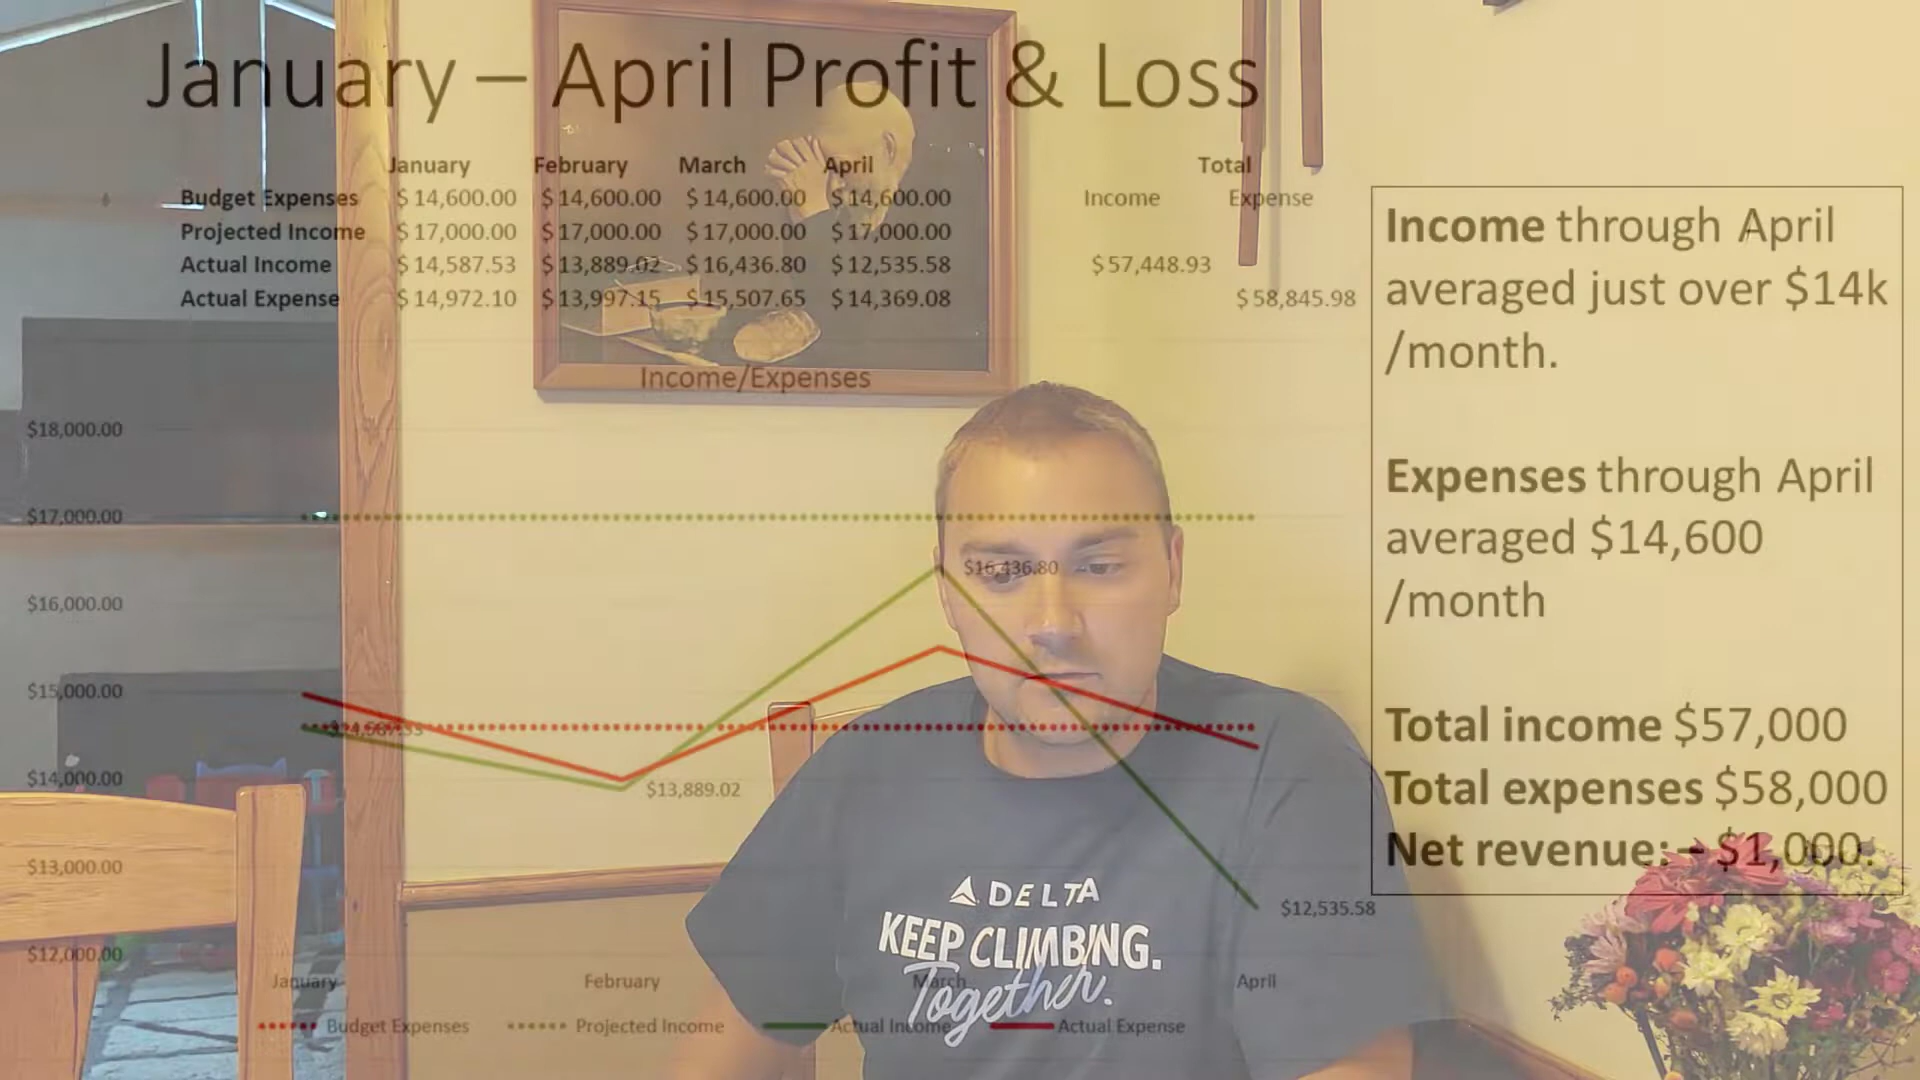 January – April Profit & Loss
January February March April Total
Budget Expenses $ 14,600.00 $ 14,600.00 $ 14,600.00 $ 14,600.00 Income Expense
Projected Income $ 17,000.00 $ 17,000.00 $ 17,000.00 $ 17,000.00
Actual Income $ 14,587.53 $ 13,889.02 $ 16,436.80 $ 12,535.58 $ 57,448.93
Actual Expense $ 14,972.10 $ 13,997.15 $ 15,507.65 $ 14,369.08 $ 58,845.98
Income/Expenses
$18,000.00
$17,000.00
$16,000.00
$15,000.00
$14,000.00
$13,000.00
$12,000.00
$14,587.53
$13,889.02
$16,436.80
$12,535.58
January February March April
Budget Expenses Projected Income Actual Income Actual Expense
Income through April
averaged just over $14k
/month.
Expenses through April
averaged $14,600
/month
Total income $57,000
Total expenses $58,000
Net revenue: – $1,000.
DELTA
KEEP CLIMBING.
Together.